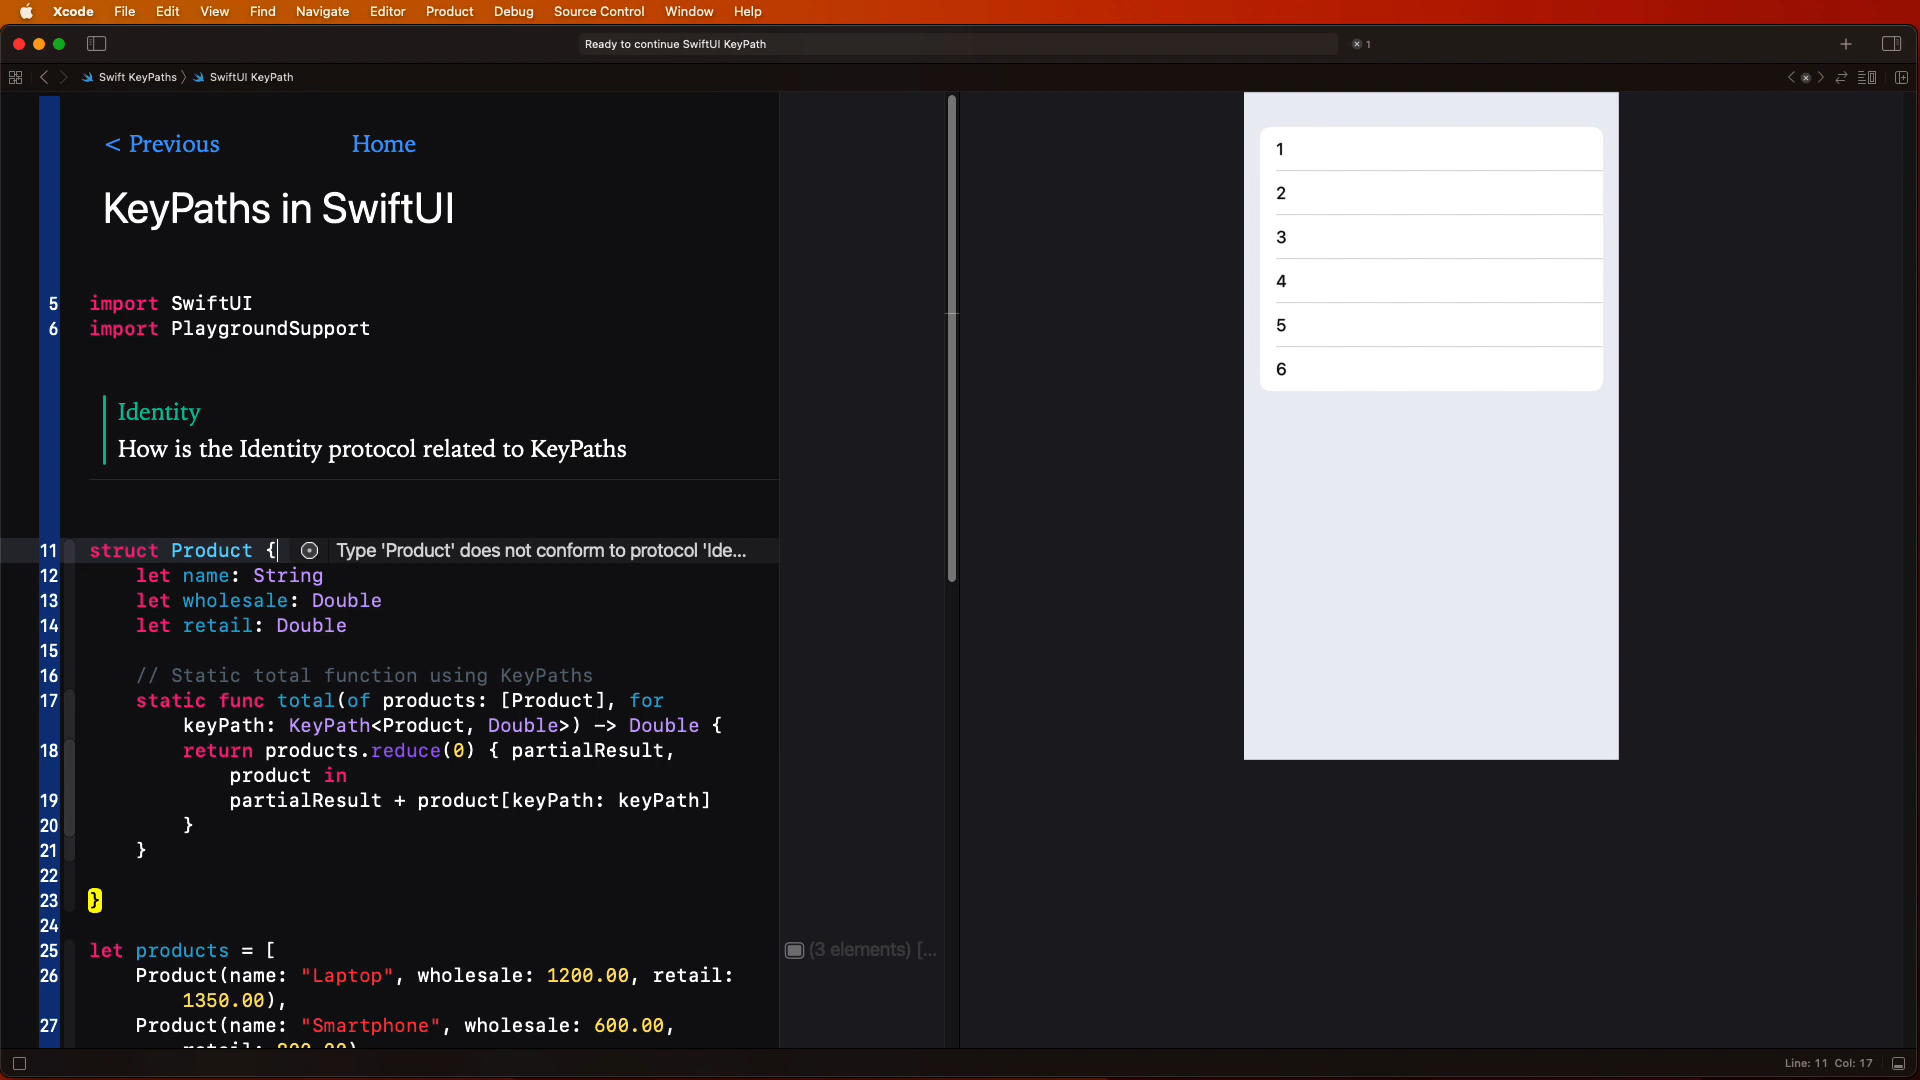 Xcode File Edit View Find Navigate Editor Product Debug Source Control Window Help
Ready to continue SwiftUI KeyPath
1
Swift KeyPaths
SwiftUI KeyPath
< Previous
Home
KeyPaths in SwiftUI
5 import SwiftUI
6 import PlaygroundSupport
Identity
How is the Identity protocol related to KeyPaths
11 struct Product {
Type 'Product' does not conform to protocol 'Ide...
12 let name: String
13 let wholesale: Double
14 let retail: Double
15
16 // Static total function using KeyPaths
17 static func total(of products: [Product], for
keyPath: KeyPath<Product, Double>) -> Double {
18 return products.reduce(0) { partialResult,
product in
19 partialResult + product[keyPath: keyPath]
20 }
21 }
22
23 }
24
25 let products = [
(3 elements) [...
26 Product(name: "Laptop", wholesale: 1200.00, retail:
1350.00),
27 Product(name: "Smartphone", wholesale: 600.00,
1
2
3
4
5
6
Line: 11 Col: 17